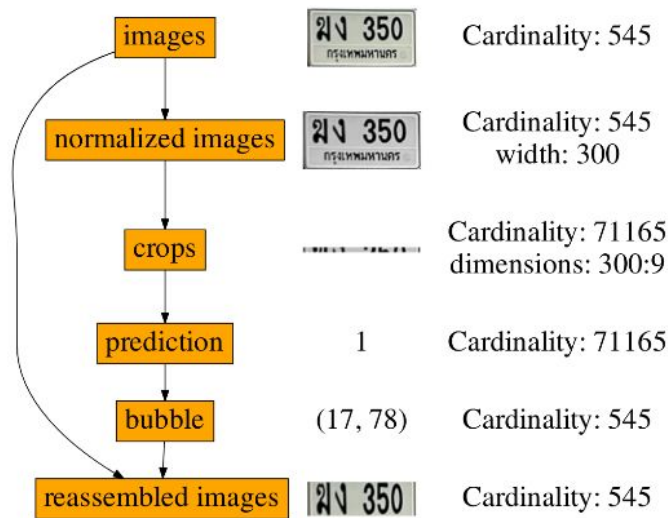 images
ฆง 350
กรุงเทพมหานคร
Cardinality: 545
normalized images
ฆง 350
กรุงเทพมหานคร
Cardinality: 545
width: 300
crops
Cardinality: 71165
dimensions: 300:9
prediction
1
Cardinality: 71165
bubble
(17, 78)
Cardinality: 545
reassembled images
ฆง 350
Cardinality: 545